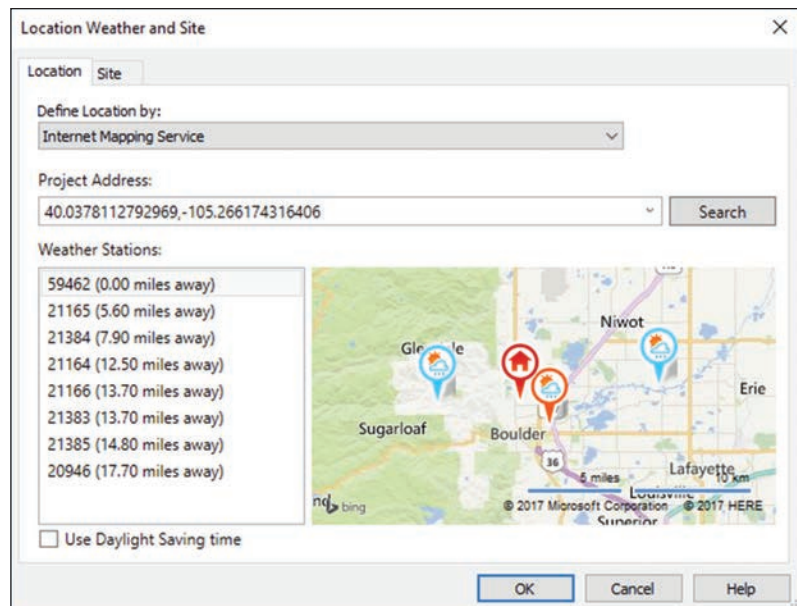 Location Weather and Site
Location
Site
Define Location by:
Internet Mapping Service
Project Address:
40.0378112792969,-105.266174316406
Search
Weather Stations:
59462 (0.00 miles away)
21165 (5.60 miles away)
21384 (7.90 miles away)
21164 (12.50 miles away)
21166 (13.70 miles away)
21383 (13.70 miles away)
21385 (14.80 miles away)
20946 (17.70 miles away)
Niwot
Erie
Sugarloaf
Boulder
36
Lafayette
5 miles
10 km
Louisville
bing
© 2017 Microsoft Corporation
© 2017 HERE
Superior
Use Daylight Saving time
OK
Cancel
Help